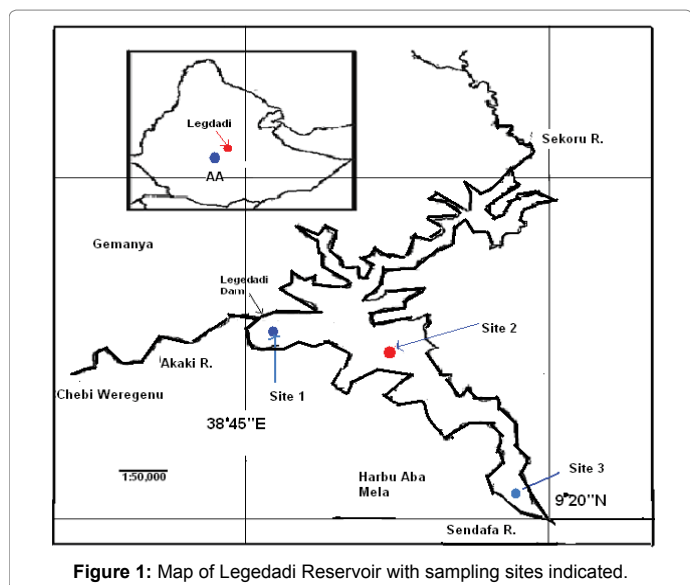 Legdadi
AA
Sekoru R.
Gemanya
Legedadi
Dam
Site 2
Akaki R.
Chebi Weregenu
Site 1
38°45"E
Site 3
1:50,000
Harbu Aba
Mela
9°20"N
Sendafa R.
Figure 1: Map of Legedadi Reservoir with sampling sites indicated.